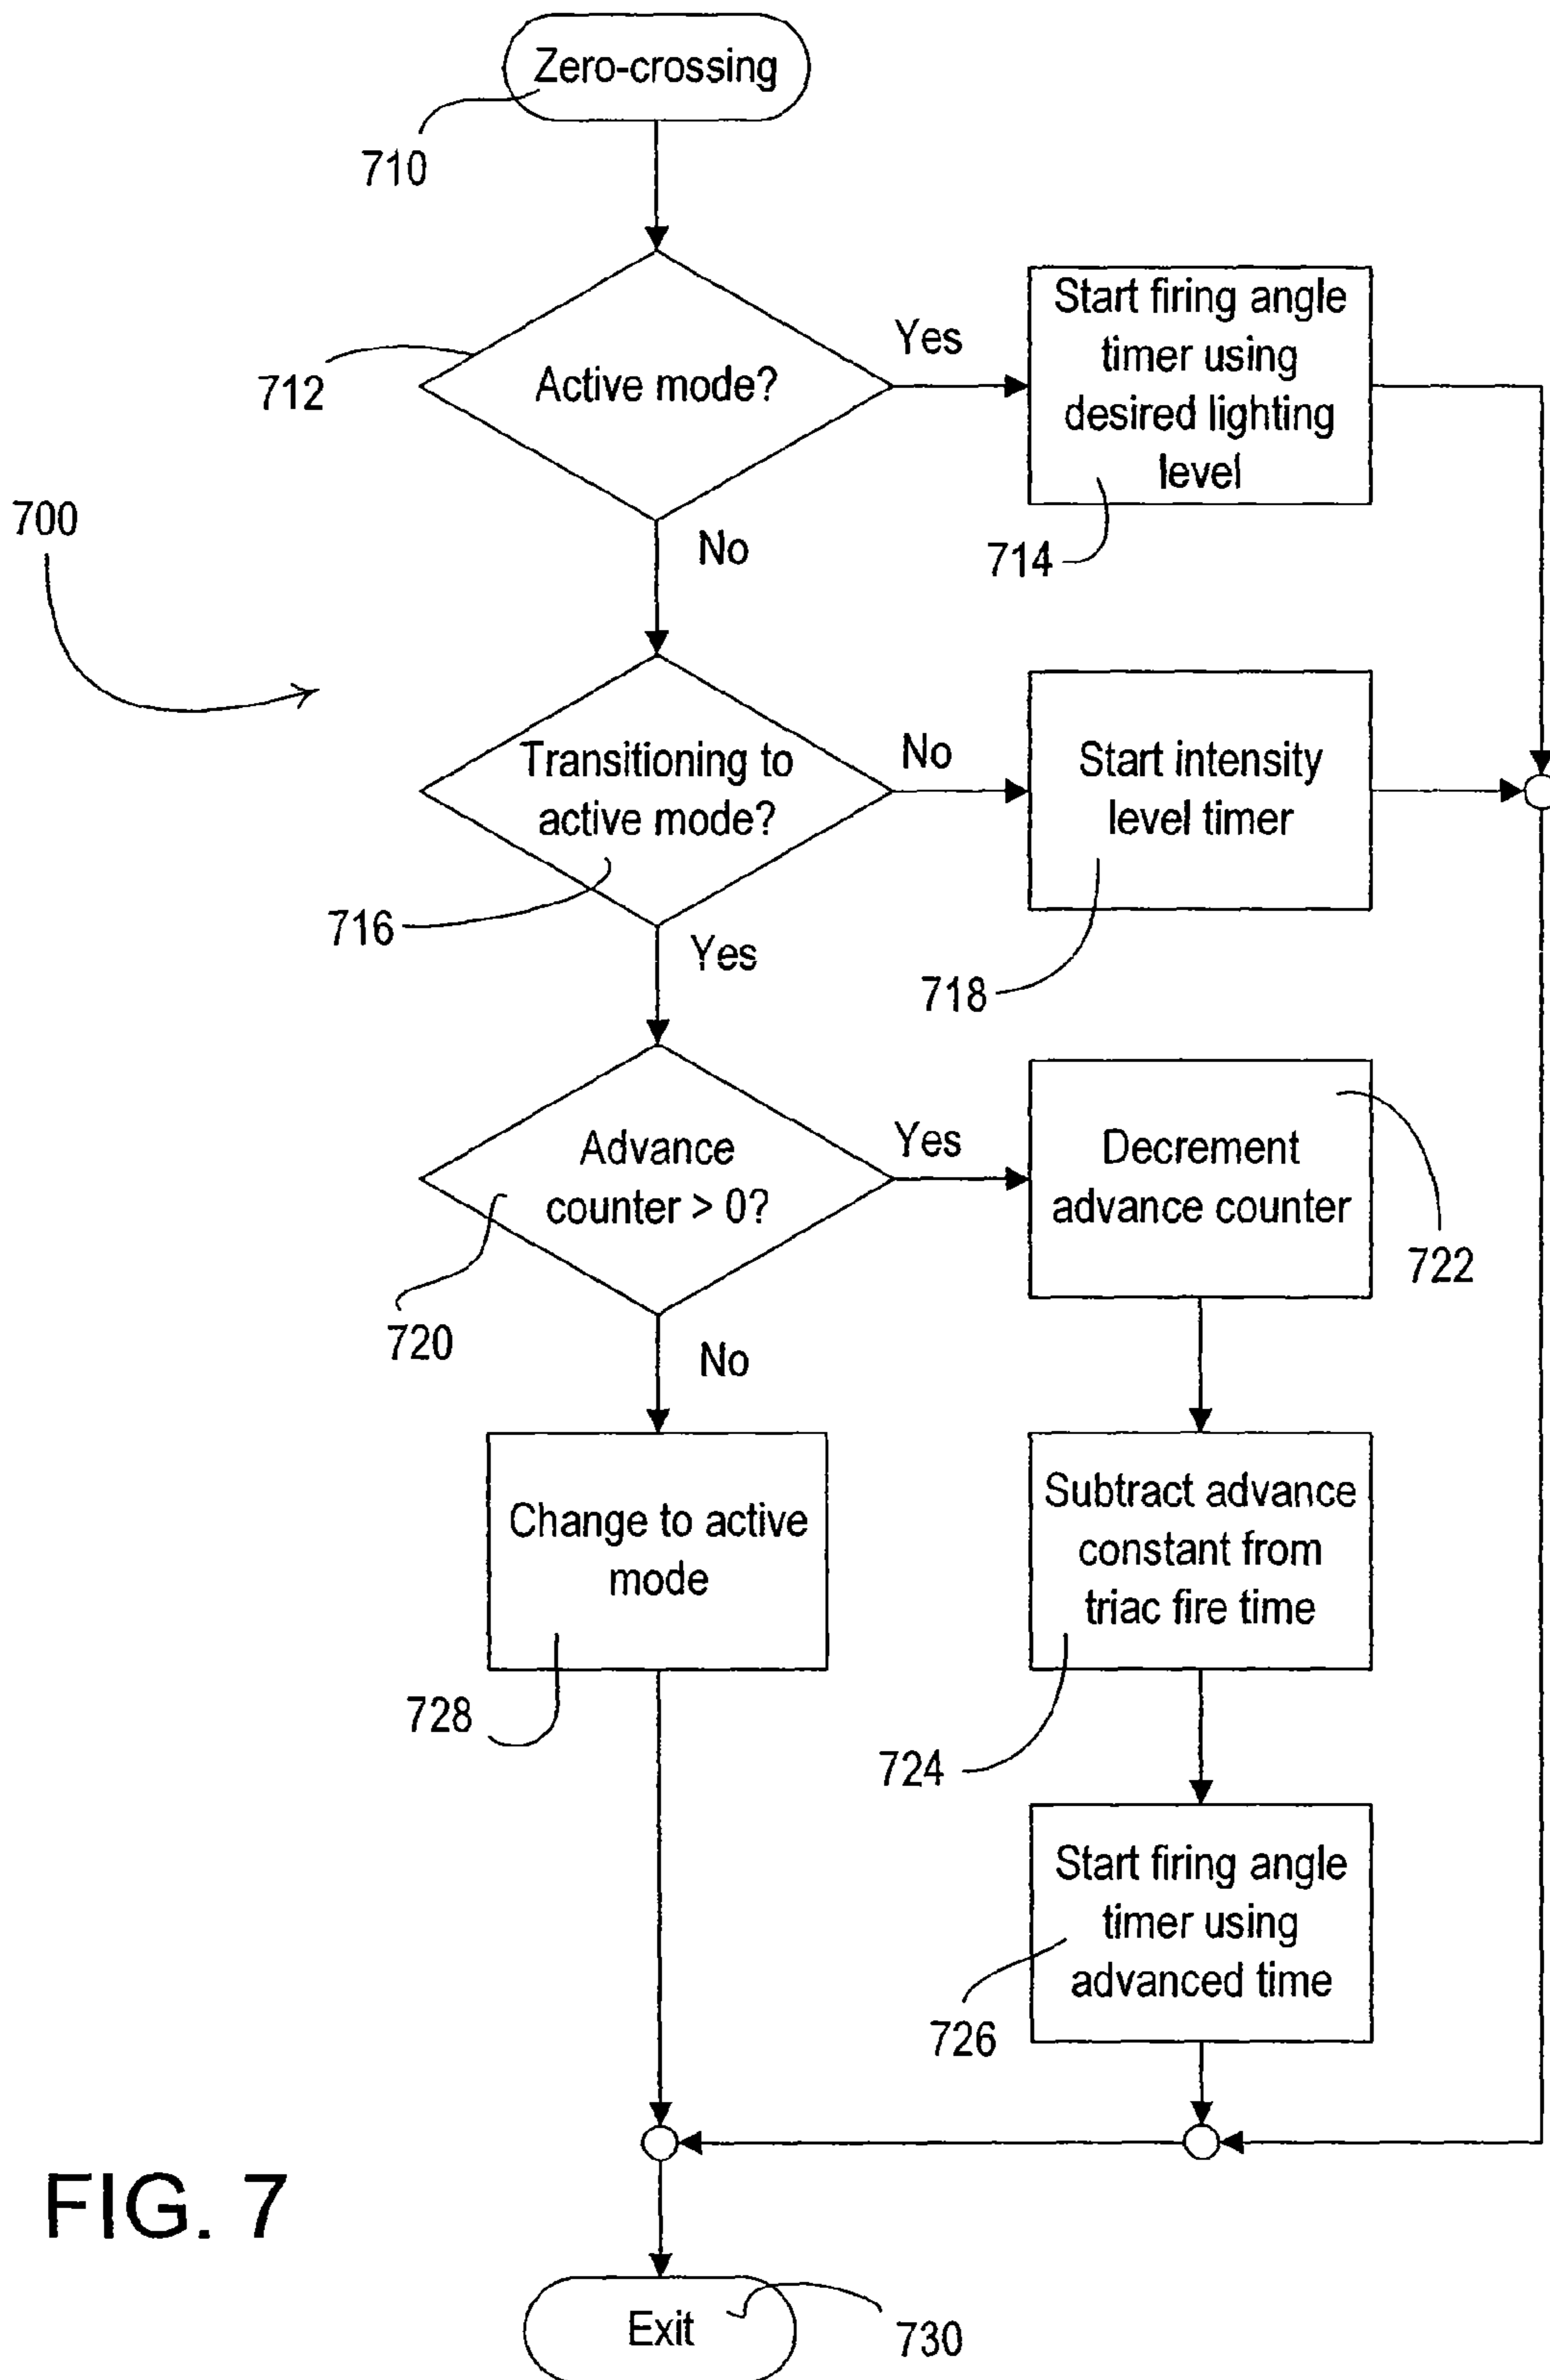 Zero-crossing
710
Active mode?
712
Yes
Start firing angle
timer using
desired lighting
level
714
No
700
Transitioning to
active mode?
716
No
Start intensity
level timer
718
Yes
Advance
counter > 0?
720
Yes
Decrement
advance counter
722
No
Change to active
mode
728
Subtract advance
constant from
triac fire time
724
Start firing angle
timer using
advanced time
726
FIG. 7
Exit
730